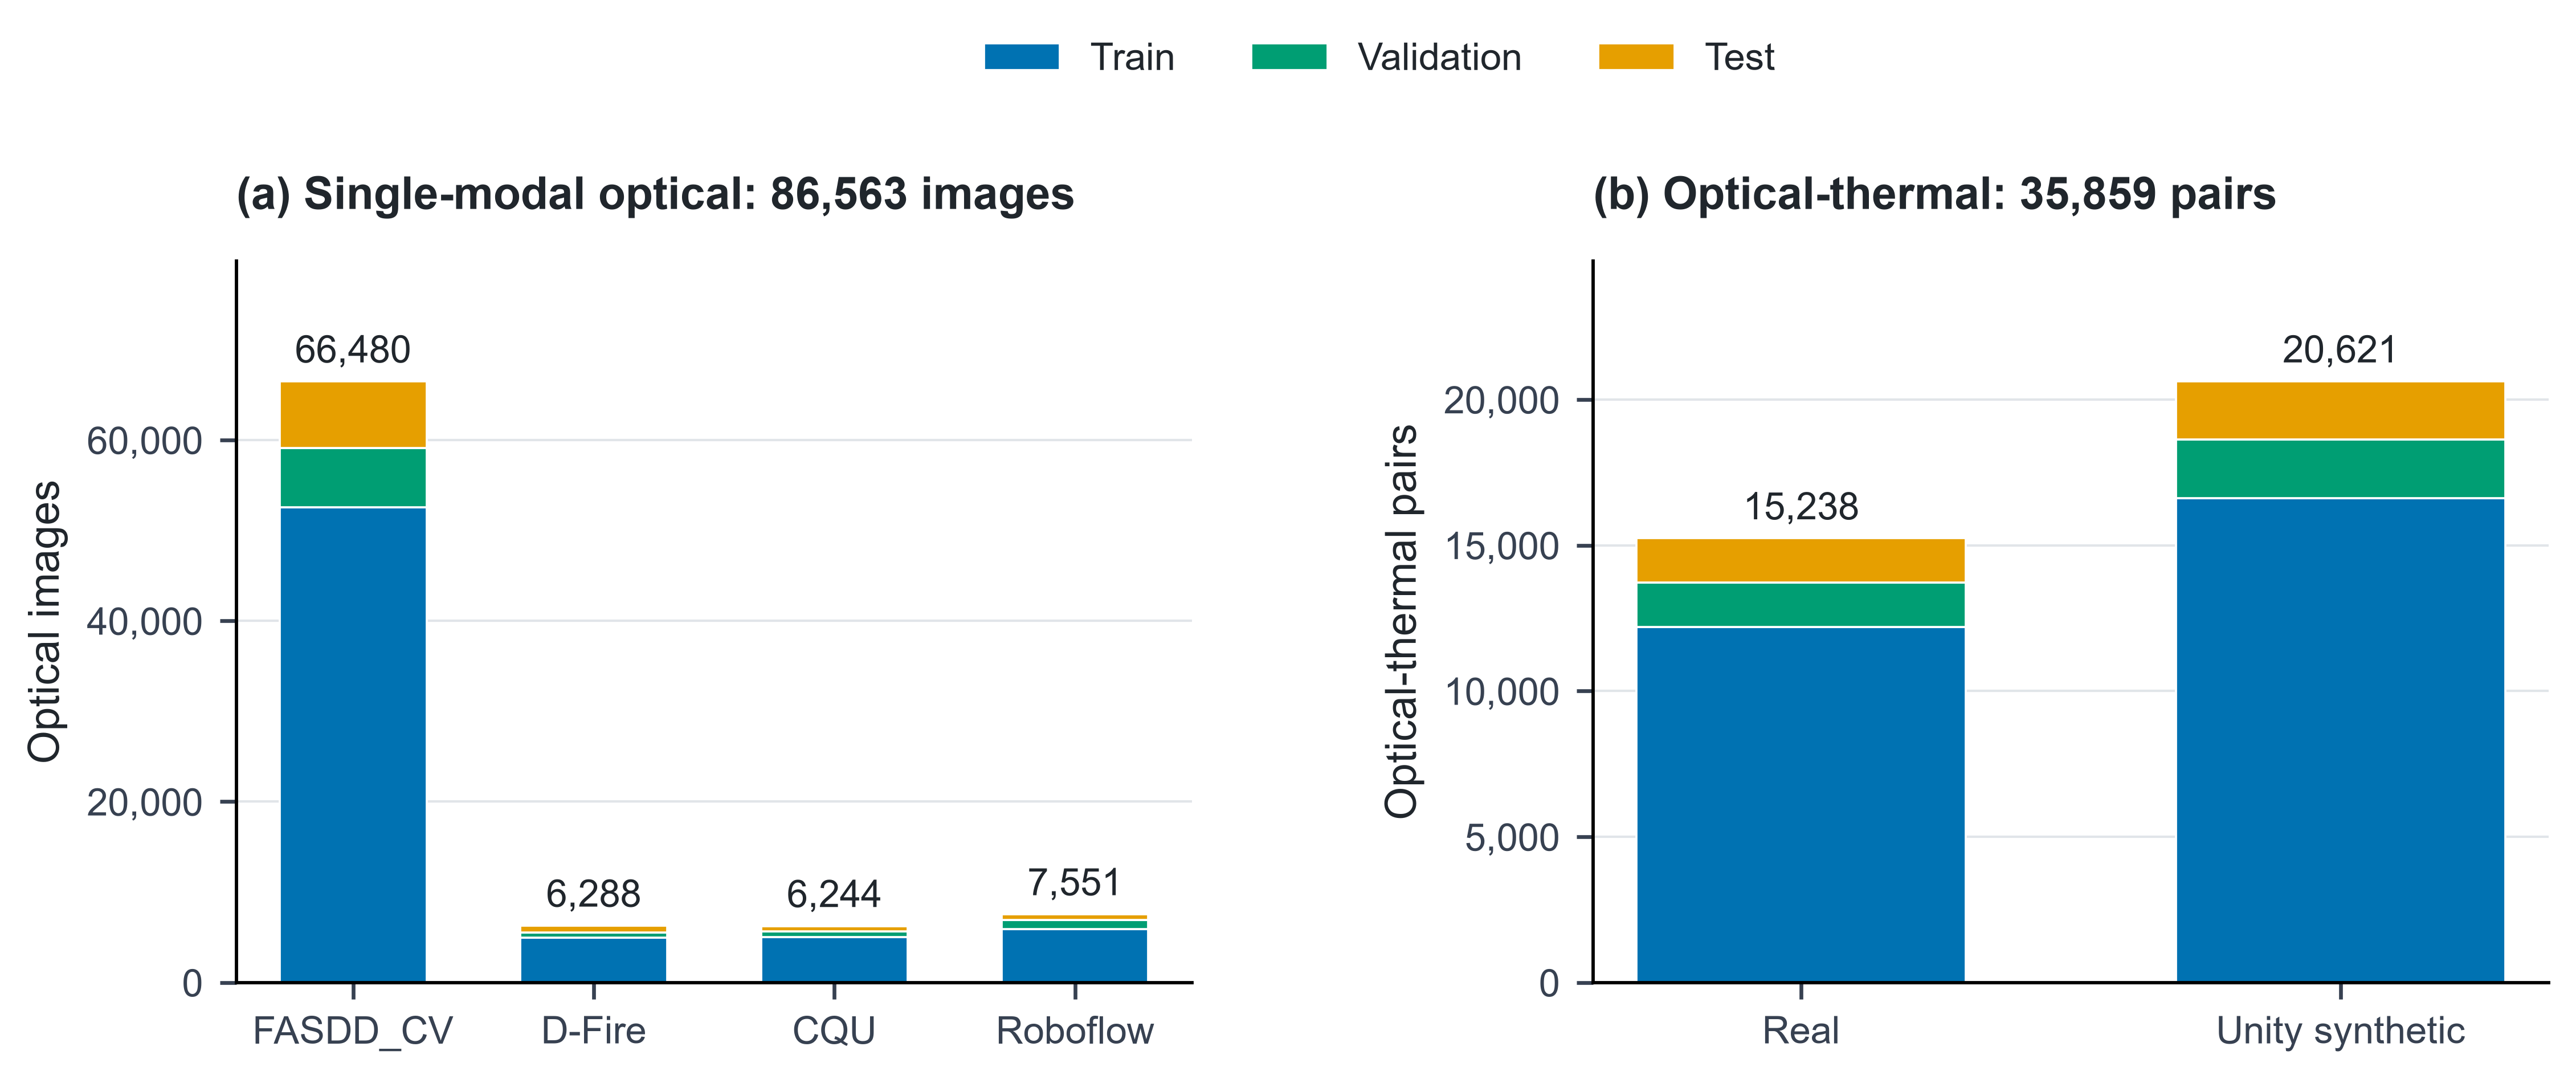 Train Validation Test
(a) Single-modal optical: 86,563 images
Optical images
60,000
40,000
20,000
0
66,480
6,288
6,244
7,551
FASDD_CV D-Fire CQU Roboflow
(b) Optical-thermal: 35,859 pairs
Optical-thermal pairs
20,000
15,000
10,000
5,000
0
15,238
20,621
Real Unity synthetic